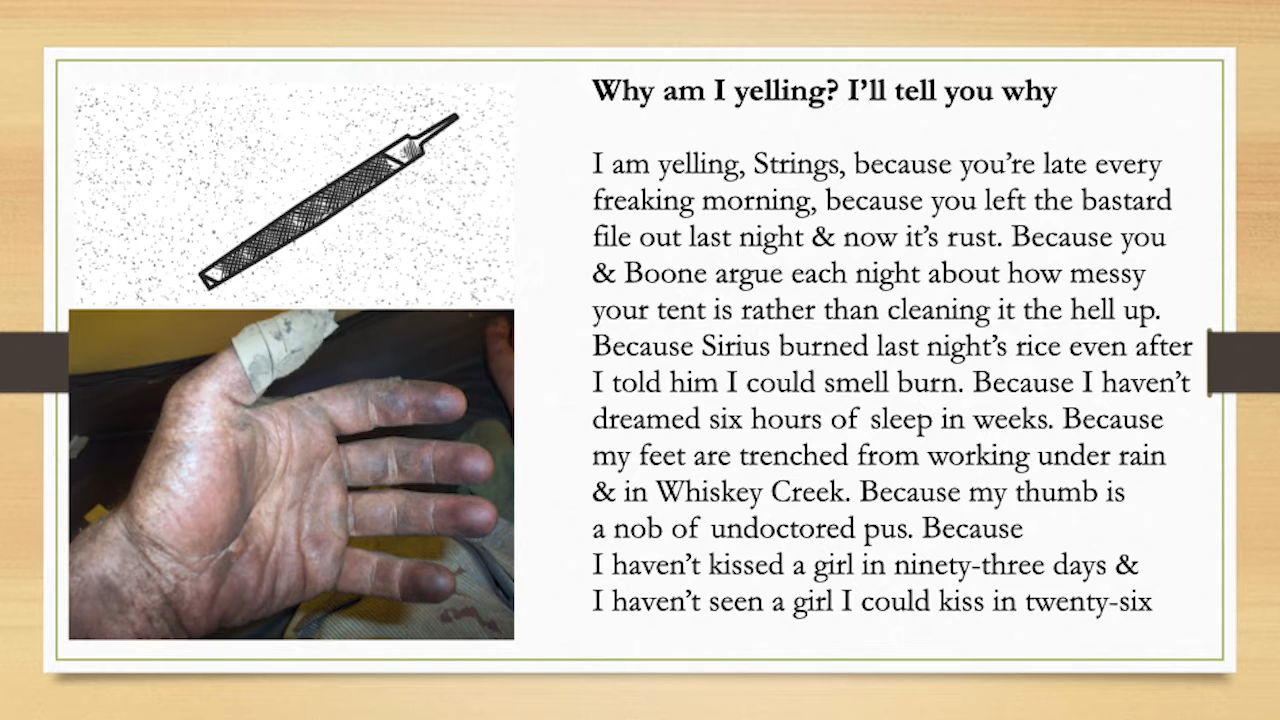 Why am I yelling? I’ll tell you why
I am yelling, Strings, because you’re late every
freaking morning, because you left the bastard
file out last night & now it’s rust. Because you
& Boone argue each night about how messy
your tent is rather than cleaning it the hell up.
Because Sirius burned last night’s rice even after
I told him I could smell burn. Because I haven’t
dreamed six hours of sleep in weeks. Because
my feet are trenched from working under rain
& in Whiskey Creek. Because my thumb is
a nob of undoctored pus. Because
I haven’t kissed a girl in ninety-three days &
I haven’t seen a girl I could kiss in twenty-six